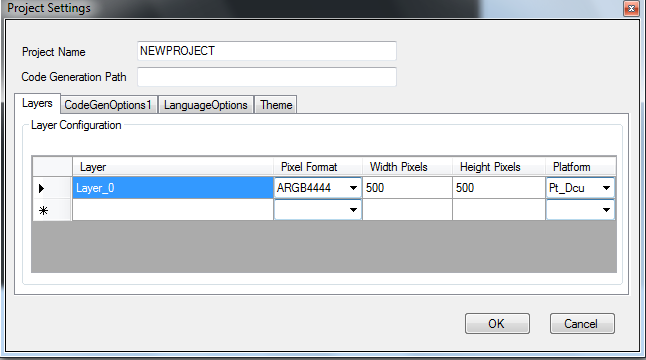 Project Settings
Project Name NEWPROJECT
Code Generation Path
Layers CodeGenOptions1 LanguageOptions Theme
Layer Configuration
Layer Pixel Format Width Pixels Height Pixels Platform
Layer_0 ARGB4444 500 500 Pt_Dcu
OK Cancel